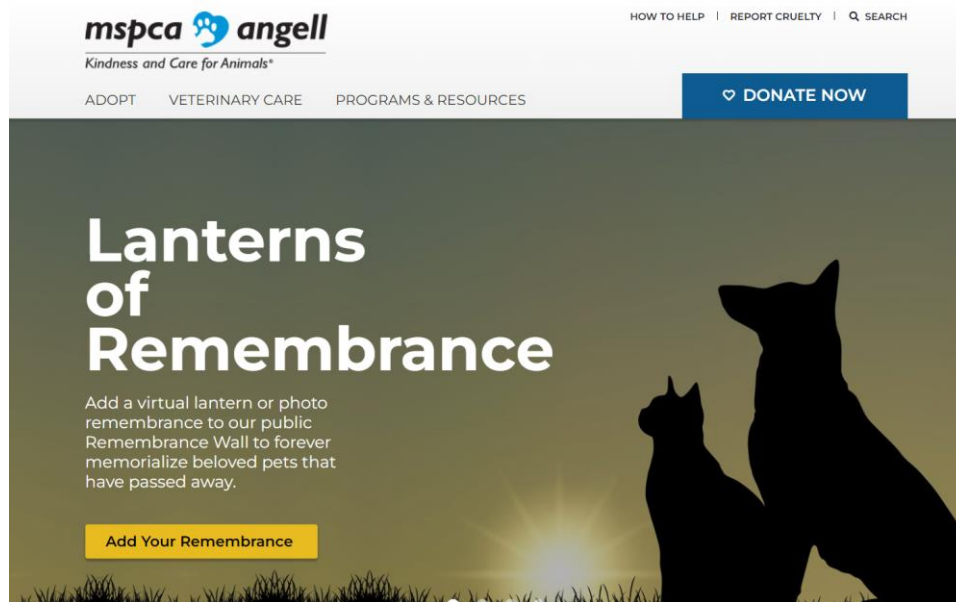 mspca angell
Kindness and Care for Animals®
HOW TO HELP | REPORT CRUELTY | SEARCH
ADOPT VETERINARY CARE PROGRAMS & RESOURCES
DONATE NOW
Lanterns
of
Remembrance
Add a virtual lantern or photo
remembrance to our public
Remembrance Wall to forever
memorialize beloved pets that
have passed away.
Add Your Remembrance